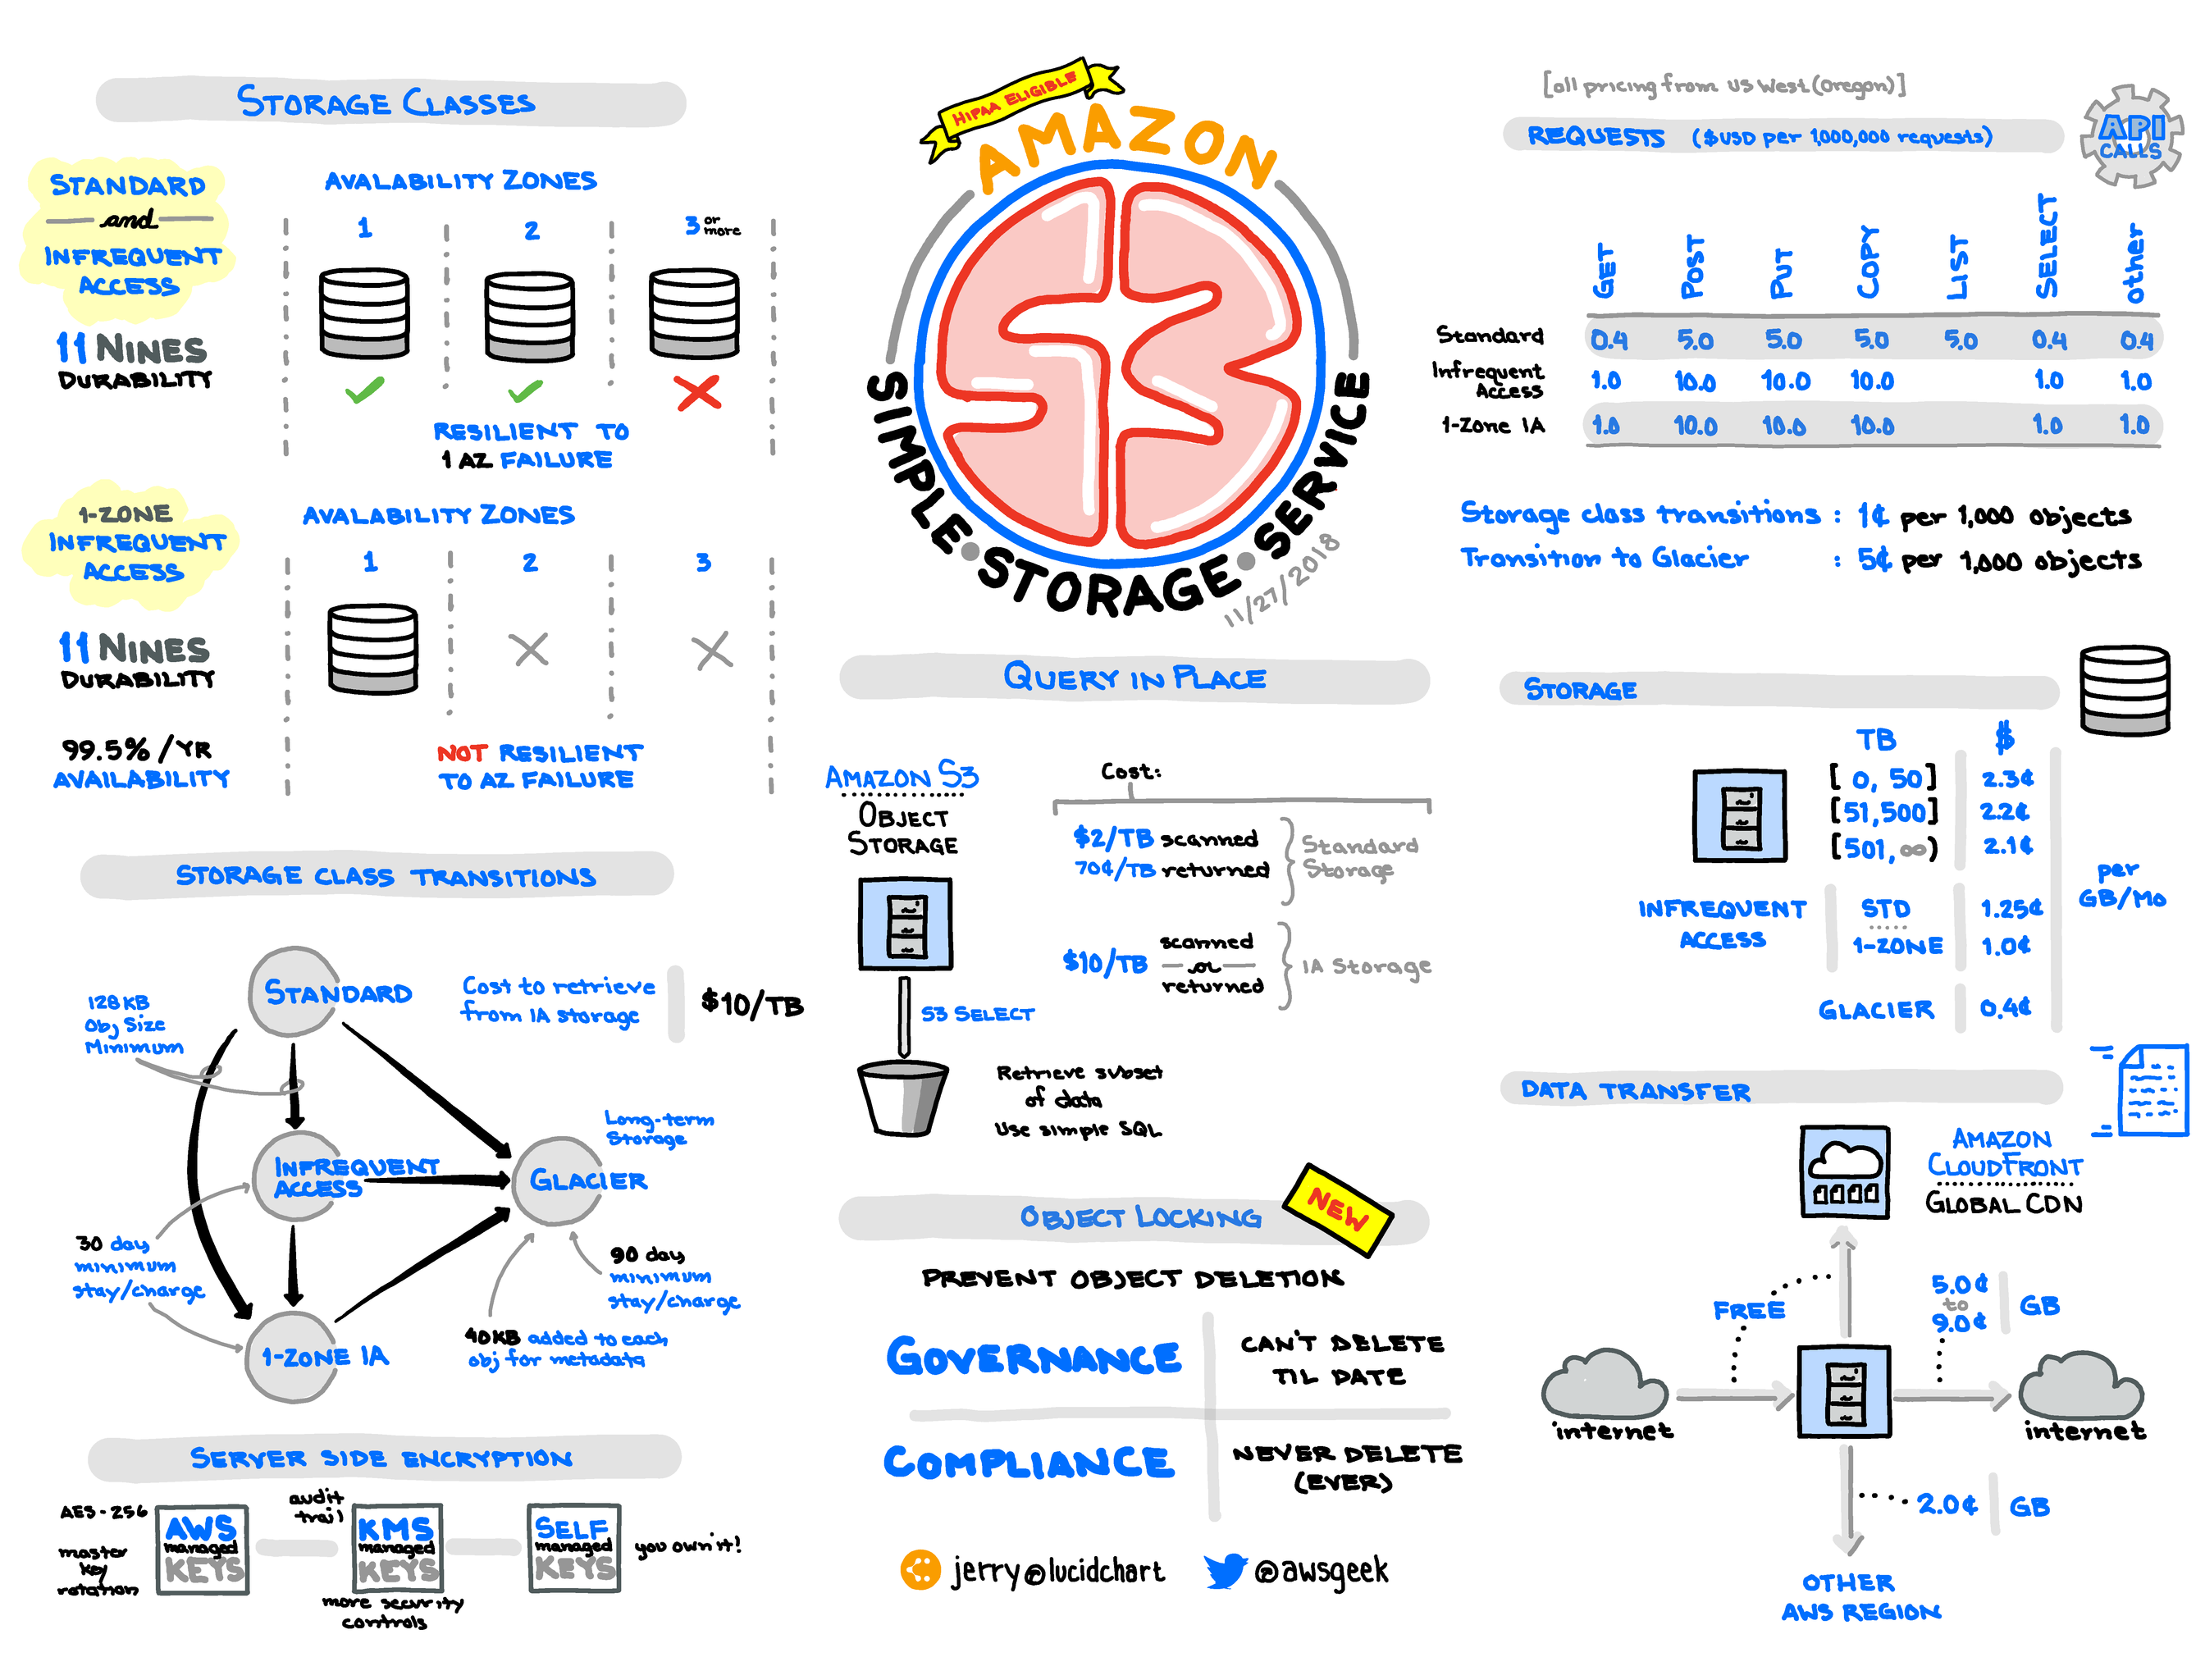 STORAGE CLASSES
STANDARD
and
INFREQUENT
ACCESS
11 NINES
DURABILITY
AVALABILITY ZONES
1
2
3 or more
RESILIENT TO
1 AZ FAILURE
1-ZONE
INFREQUENT
ACCESS
11 NINES
DURABILITY
99.5% /YR
AVAILABILITY
AVALABILITY ZONES
1
2
3
NOT RESILIENT
TO AZ FAILURE
STORAGE CLASS TRANSITIONS
STANDARD
128KB
Obj Size
Minimum
Cost to retrieve
from IA storage
$10/TB
INFREQUENT
ACCESS
Long-term
Storage
GLACIER
30 day
minimum
stay/charge
90 day
minimum
stay/charge
40KB added to each
obj for metadata
1-ZONE IA
SERVER SIDE ENCRYPTION
AES-256
master
key
rotation
AWS
managed
KEYS
audit
trail
KMS
managed
KEYS
more security
controls
SELF
managed
KEYS
you own it!
HIPAA ELIGIBLE
AMAZON
S3
SIMPLE • STORAGE • SERVICE
11/27/2018
QUERY IN PLACE
AMAZON S3
OBJECT
STORAGE
Cost:
$2/TB scanned
70¢/TB returned
Standard
Storage
$10/TB
scanned
or
returned
IA Storage
S3 SELECT
Retrieve subset
of data
Use simple SQL
OBJECT LOCKING
NEW
PREVENT OBJECT DELETION
GOVERNANCE
CAN'T DELETE
TIL DATE
COMPLIANCE
NEVER DELETE
(EVER)
jerry@lucidchart
@awsgeek
[all pricing from US West (Oregon)]
REQUESTS ($USD per 1,000,000 requests)
API
CALLS
GET POST PUT COPY LIST SELECT other
Standard 0.4 5.0 5.0 5.0 5.0 0.4 0.4
Infrequent
Access 1.0 10.0 10.0 10.0 1.0 1.0
1-Zone IA 1.0 10.0 10.0 10.0 1.0 1.0
Storage class transitions : 1¢ per 1,000 objects
Transition to Glacier : 5¢ per 1,000 objects
STORAGE
TB $
[0, 50] 2.3¢
[51,500] 2.2¢
[501, ∞) 2.1¢
INFREQUENT
ACCESS
STD 1.25¢
1-ZONE 1.0¢
GLACIER 0.4¢
per
GB/MO
DATA TRANSFER
AMAZON
CLOUDFRONT
GLOBAL CDN
FREE
5.0¢
to
9.0¢
GB
internet
internet
2.0¢ GB
OTHER
AWS REGION